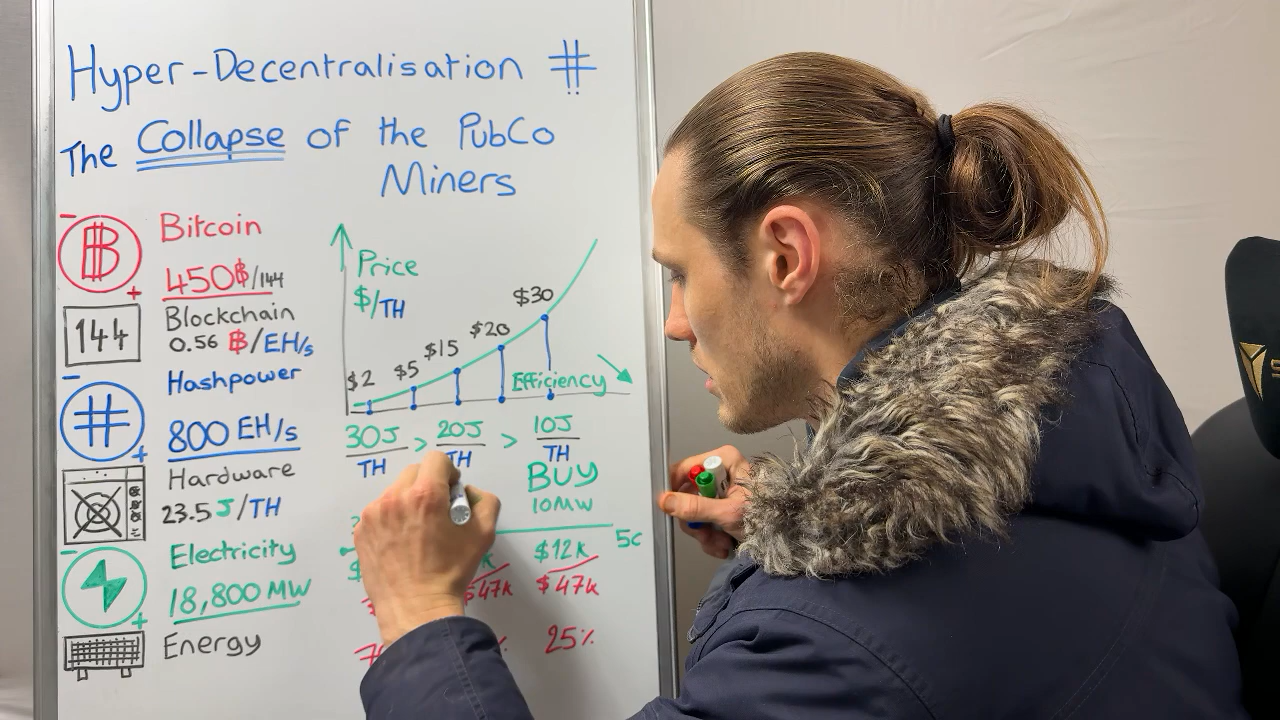 Hyper-Decentralisation #
The Collapse of the PubCo
Miners
Bitcoin
450₿/144
144
Blockchain
0.56 ₿/EH/s
Hashpower
800 EH/s
Hardware
23.5 J/TH
Electricity
18,800 MW
Energy
Price
$/TH
$2
$5
$15
$20
$30
Efficiency
30J > 20J > 10J
TH TH TH
BUY
10MW
5c
$12k
$47k $47k
25%